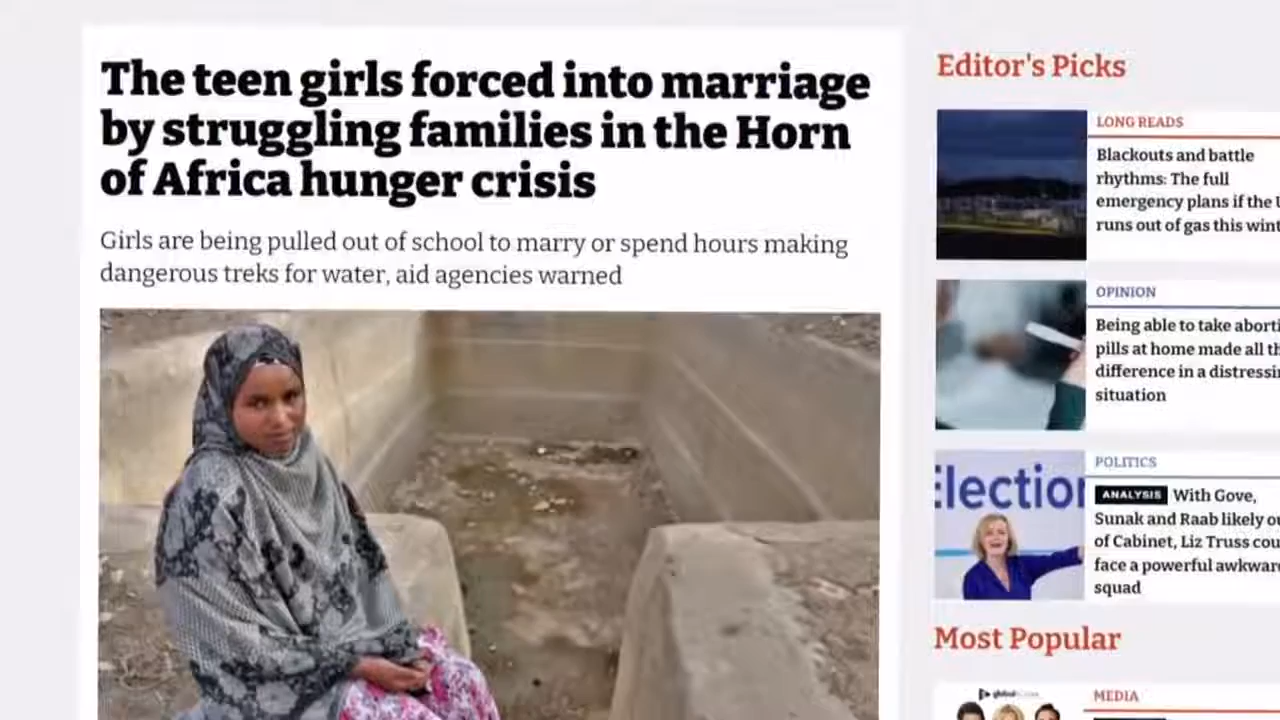 The teen girls forced into marriage
by struggling families in the Horn
of Africa hunger crisis
Girls are being pulled out of school to marry or spend hours making
dangerous treks for water, aid agencies warned
Editor's Picks
LONG READS
Blackouts and battle
rhythms: The full
emergency plans if the
runs out of gas this
OPINION
Being able to take
pills at home made all
difference in a
situation
POLITICS
Election
ANALYSIS With Gove,
Sunak and Raab likely
of Cabinet, Liz Truss
face a powerful
squad
Most Popular
global
MEDIA